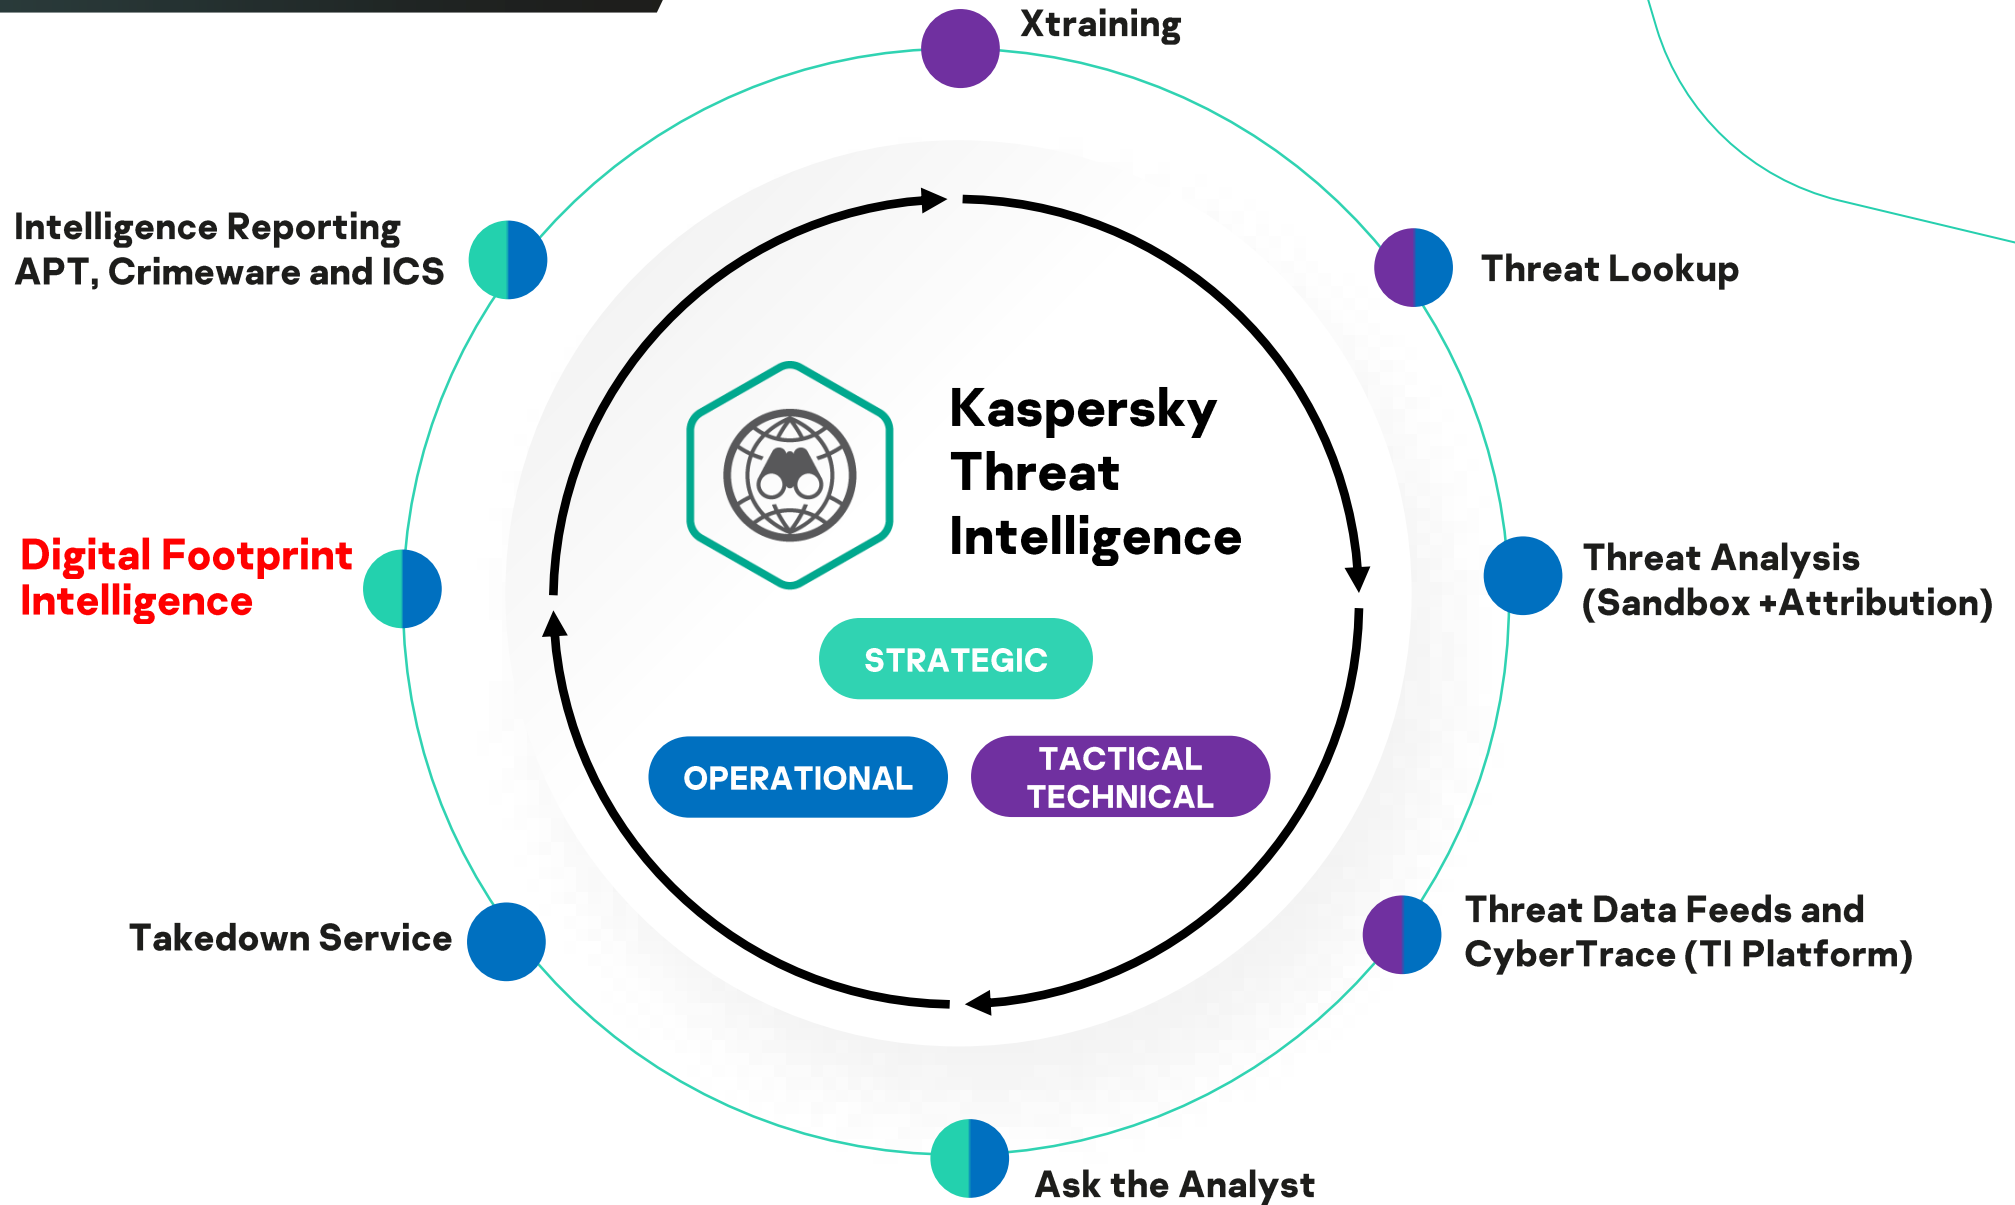 Xtraining
Intelligence Reporting
APT, Crimeware and ICS
Threat Lookup
Kaspersky
Threat
Intelligence
Digital Footprint
Intelligence
Threat Analysis
(Sandbox +Attribution)
STRATEGIC
OPERATIONAL
TACTICAL
TECHNICAL
Takedown Service
Threat Data Feeds and
CyberTrace (TI Platform)
Ask the Analyst